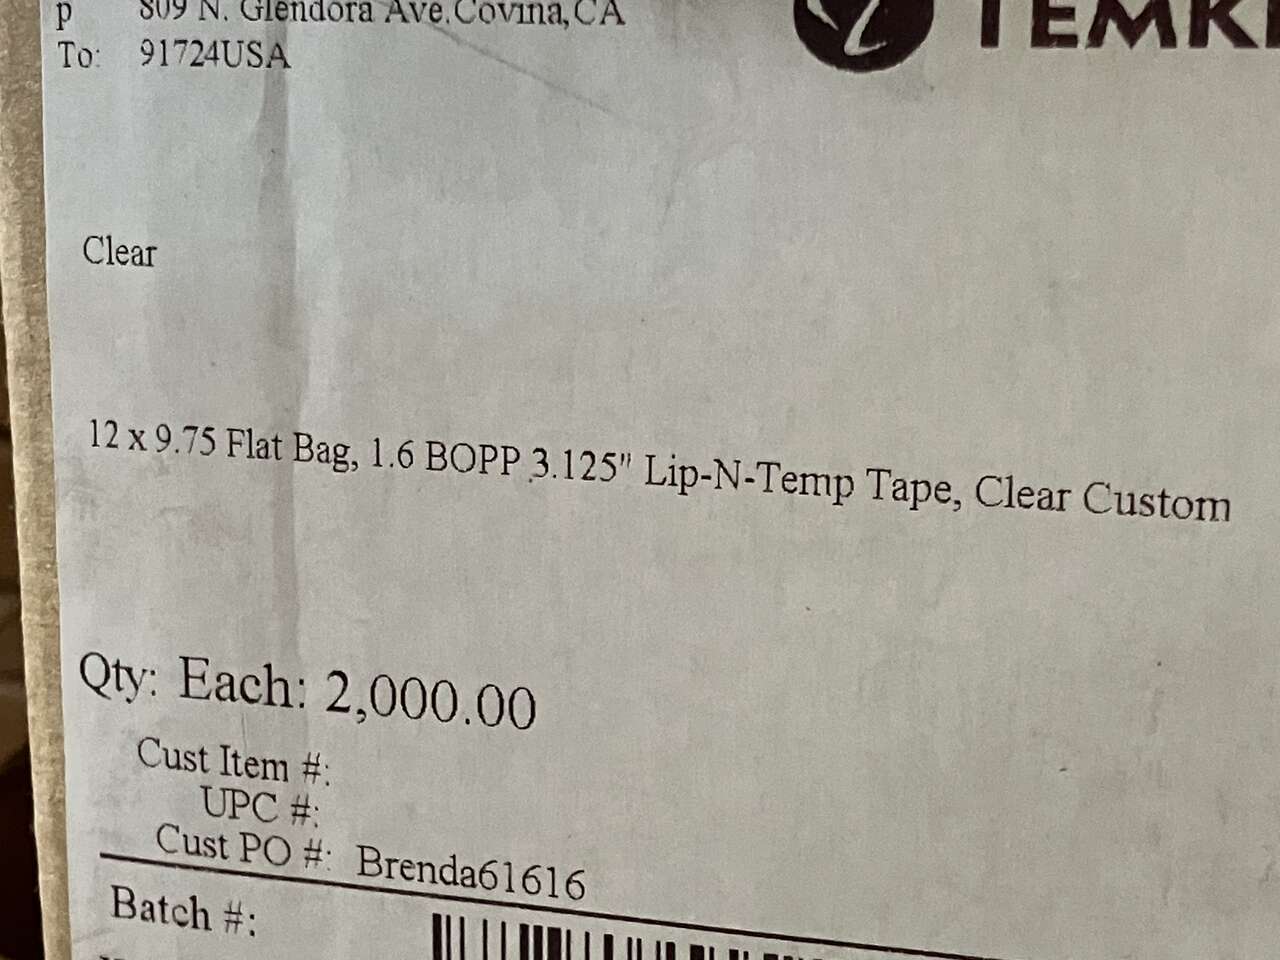 p 809 N. Glendora Ave.Covina,CA
To: 91724USA
TEMK
Clear
12 x 9.75 Flat Bag, 1.6 BOPP 3.125" Lip-N-Temp Tape, Clear Custom
Qty: Each: 2,000.00
Cust Item #:
UPC #:
Cust PO #: Brenda61616
Batch #: